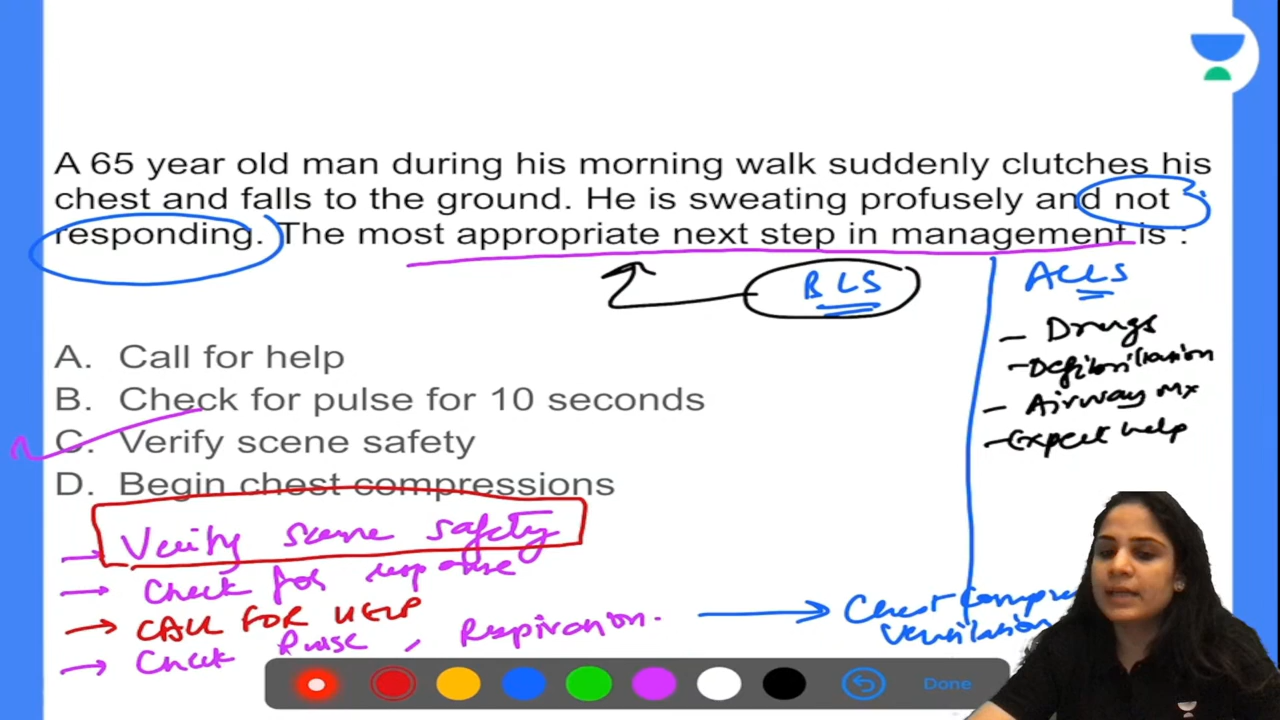 A 65 year old man during his morning walk suddenly clutches his
chest and falls to the ground. He is sweating profusely and not
responding. The most appropriate next step in management is :
BLS
A. Call for help
B. Check for pulse for 10 seconds
C. Verify scene safety
D. Begin chest compressions
Verify scene safety
→ Check for response
→ CALL FOR HELP
→ Check Pulse, Respiration.
→ Chest
Ventilation
ACLS
- Drugs
- Defibrillation
- Airway Mx
- Expert help
Done